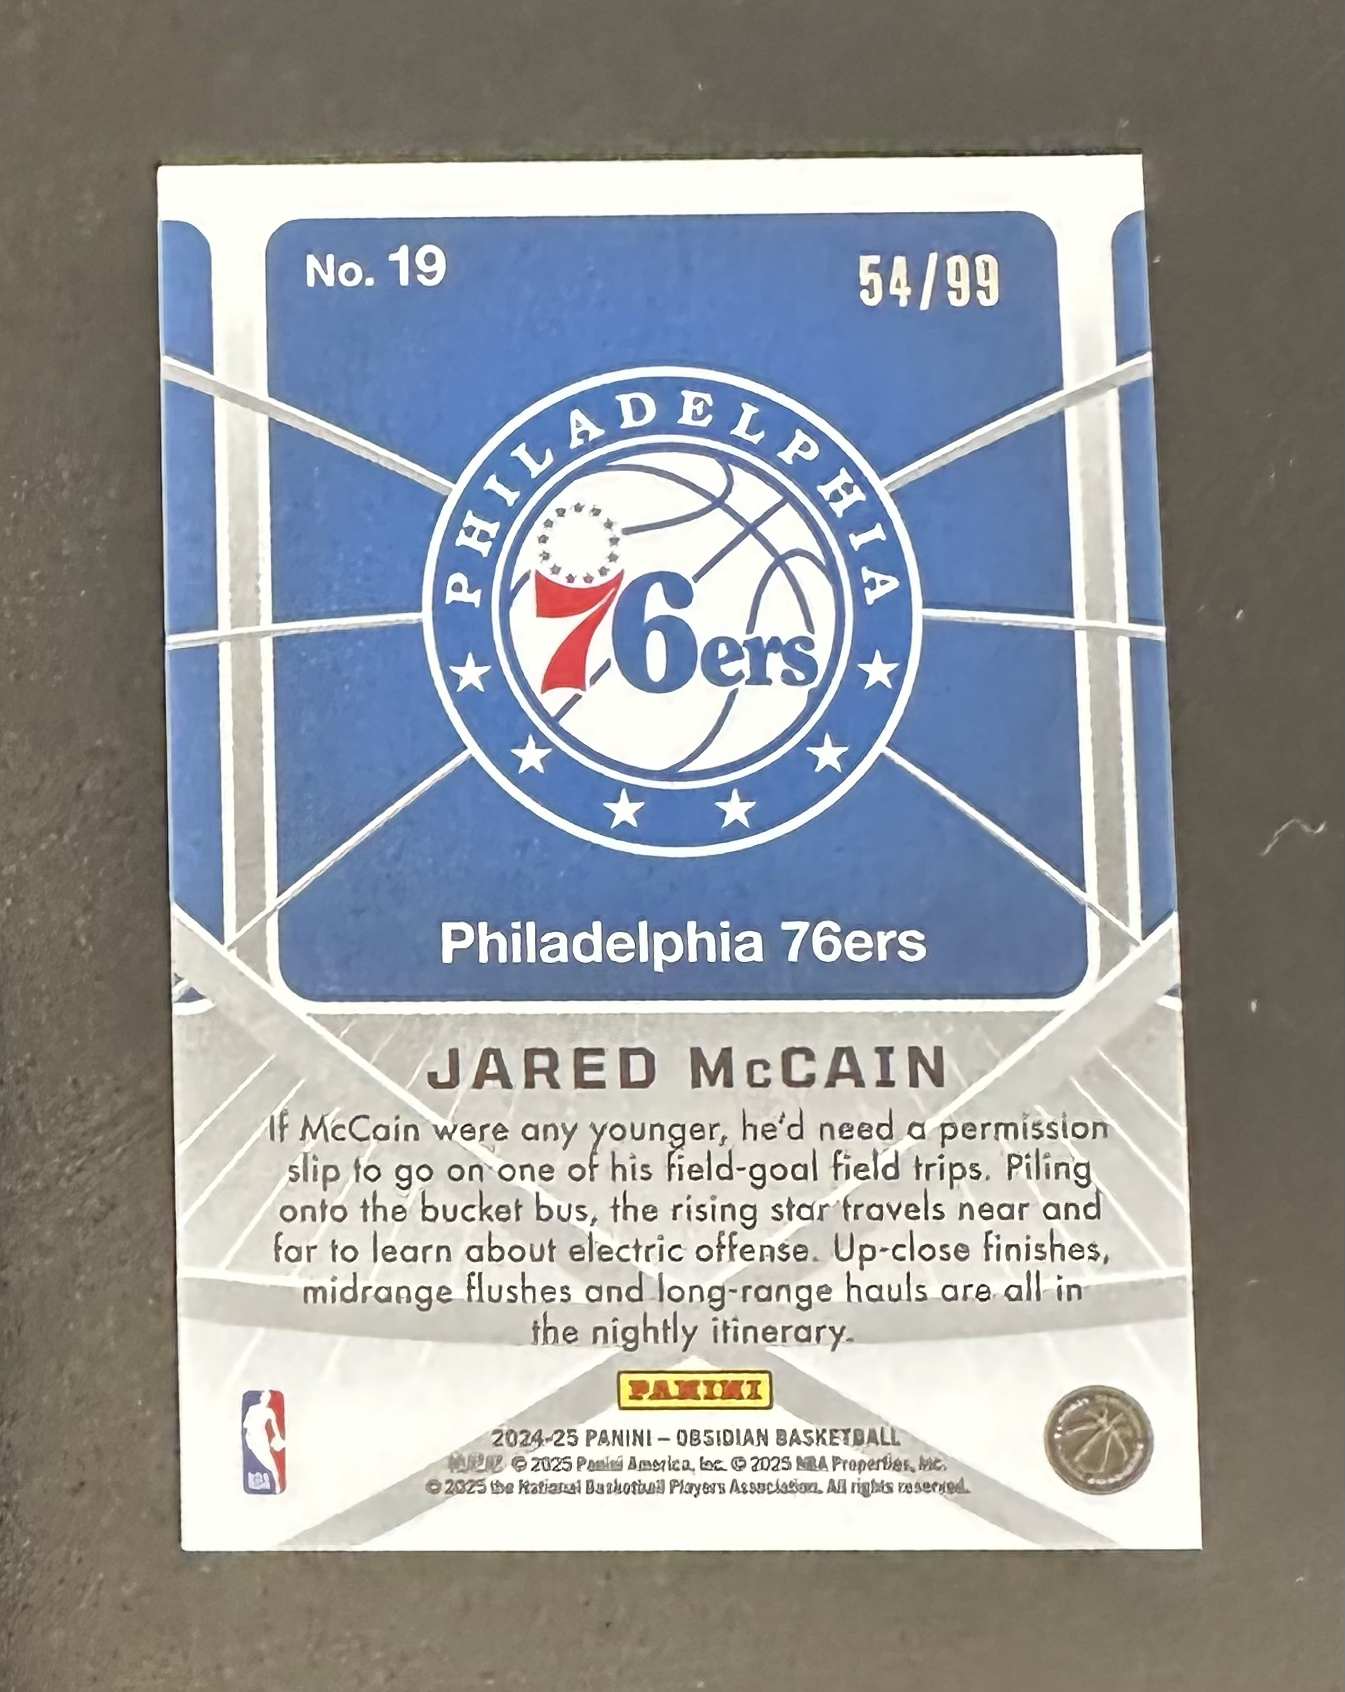 No. 19
54/99
PHILADELPHIA
76ers
Philadelphia 76ers
JARED McCAIN
If McCain were any younger, he'd need a permission
slip to go on one of his field-goal field trips. Piling
onto the bucket bus, the rising star travels near and
far to learn about electric offense. Up-close finishes,
midrange flushes and long-range hauls are all in
the nightly itinerary.
PANINI
2024-25 PANINI – OBSIDIAN BASKETBALL
© 2025 Panini America, Inc. © 2025 NBA Properties, Inc.
© 2025 the National Basketball Players Association. All rights reserved.